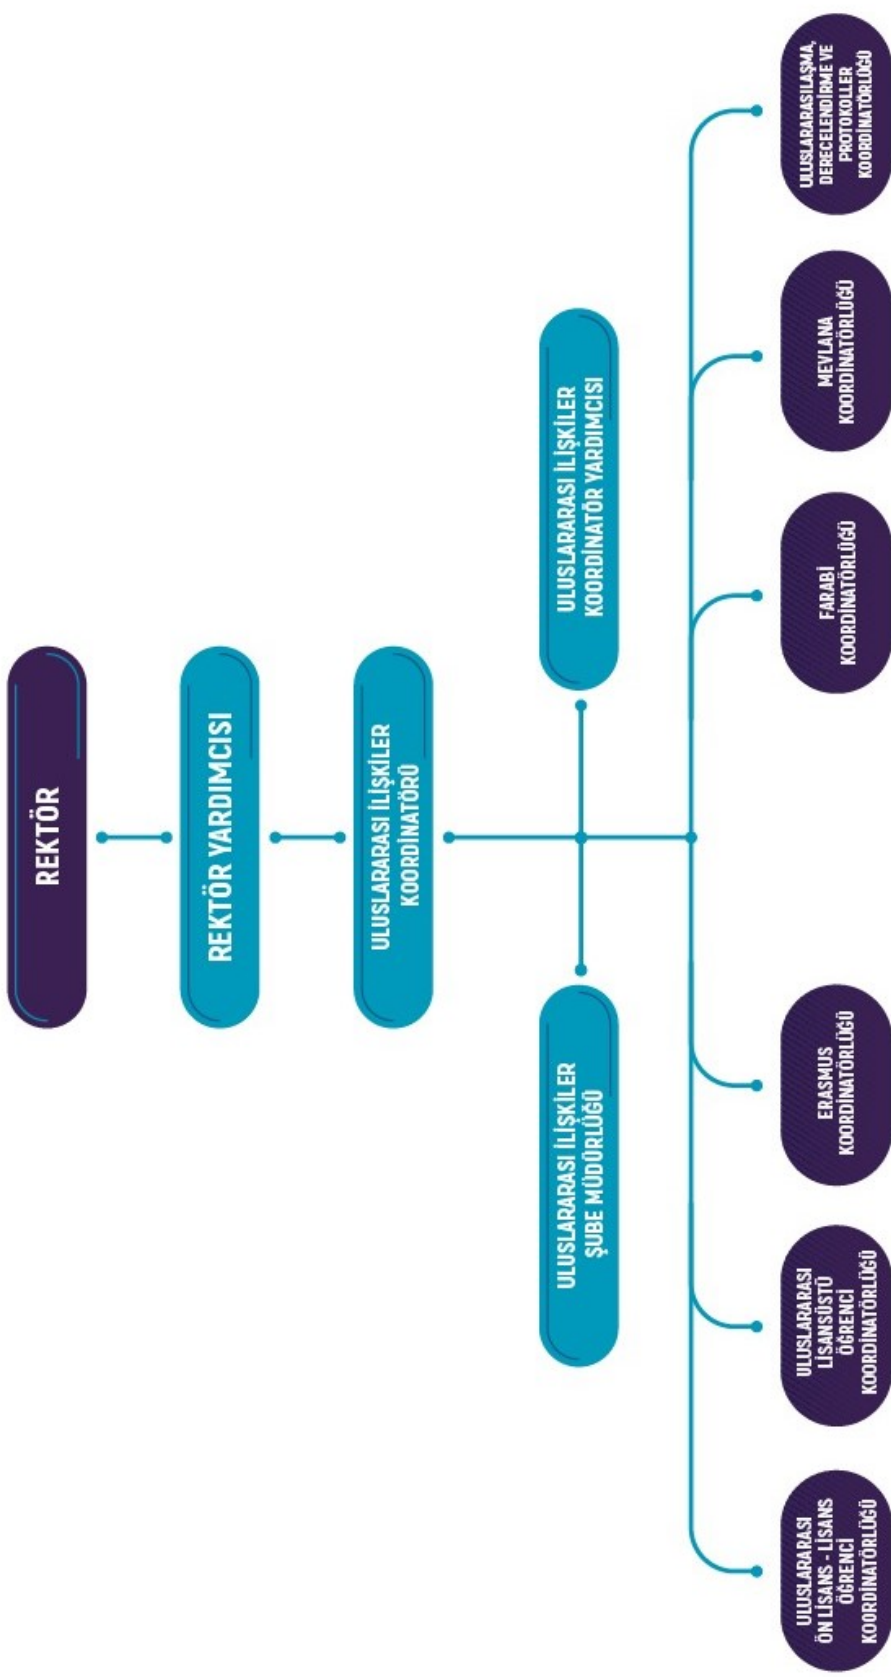 REKTÖR
REKTÖR YARDIMCISI
ULUSLARARASI İLİŞKİLER
KOORDİNATÖRÜ
ULUSLARARASI İLİŞKİLER
ŞUBE MÜDÜRLÜĞÜ
ULUSLARARASI İLİŞKİLER
KOORDİNATÖR YARDIMCISI
ULUSLARARASI
ÖN LİSANS - LİSANS
ÖĞRENCİ
KOORDİNATÖRLÜĞÜ
ULUSLARARASI
LİSANSÜSTÜ
ÖĞRENCİ
KOORDİNATÖRLÜĞÜ
ERASMUS
KOORDİNATÖRLÜĞÜ
FARABİ
KOORDİNATÖRLÜĞÜ
MEVLANA
KOORDİNATÖRLÜĞÜ
ULUSLARARASILAŞMA,
DERECELENDİRME VE
PROTOKOLLER
KOORDİNATÖRLÜĞÜ